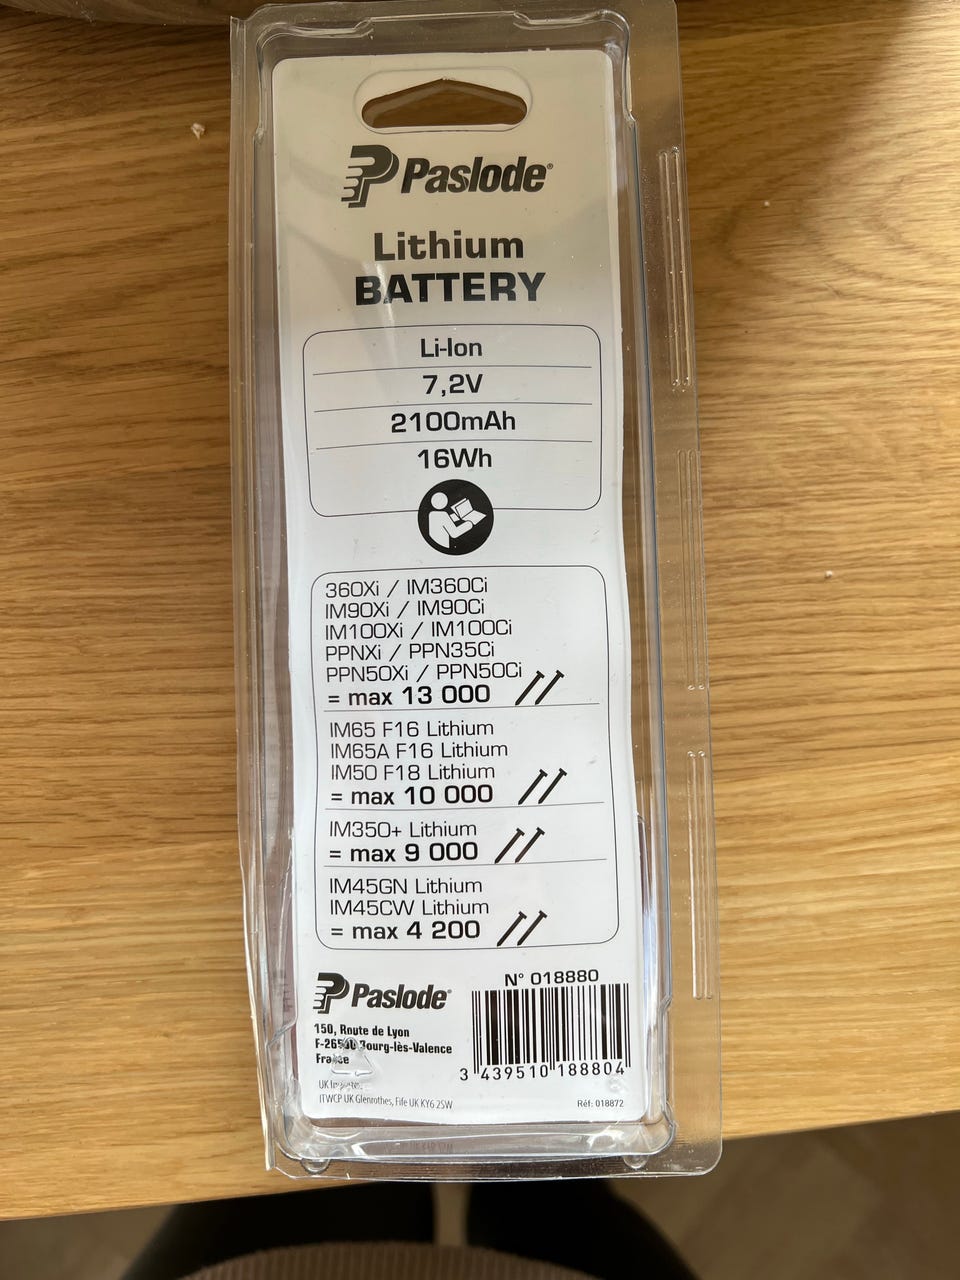 Paslode®
Lithium
BATTERY
Li-Ion
7,2V
2100mAh
16Wh
360Xi / IM360Ci
IM90Xi / IM90Ci
IM100Xi / IM100Ci
PPNXi / PPN35Ci
PPN50Xi / PPN50Ci
= max 13 000
IM65 F16 Lithium
IM65A F16 Lithium
IM50 F18 Lithium
= max 10 000
IM350+ Lithium
= max 9 000
IM45GN Lithium
IM45CW Lithium
= max 4 200
N° 018880
Paslode®
150, Route de Lyon
F-26500 Bourg-lès-Valence
France
UK
ITWCP UK Glenrothes, Fife UK KY6 2SW
3 439510 188804
Réf: 018872